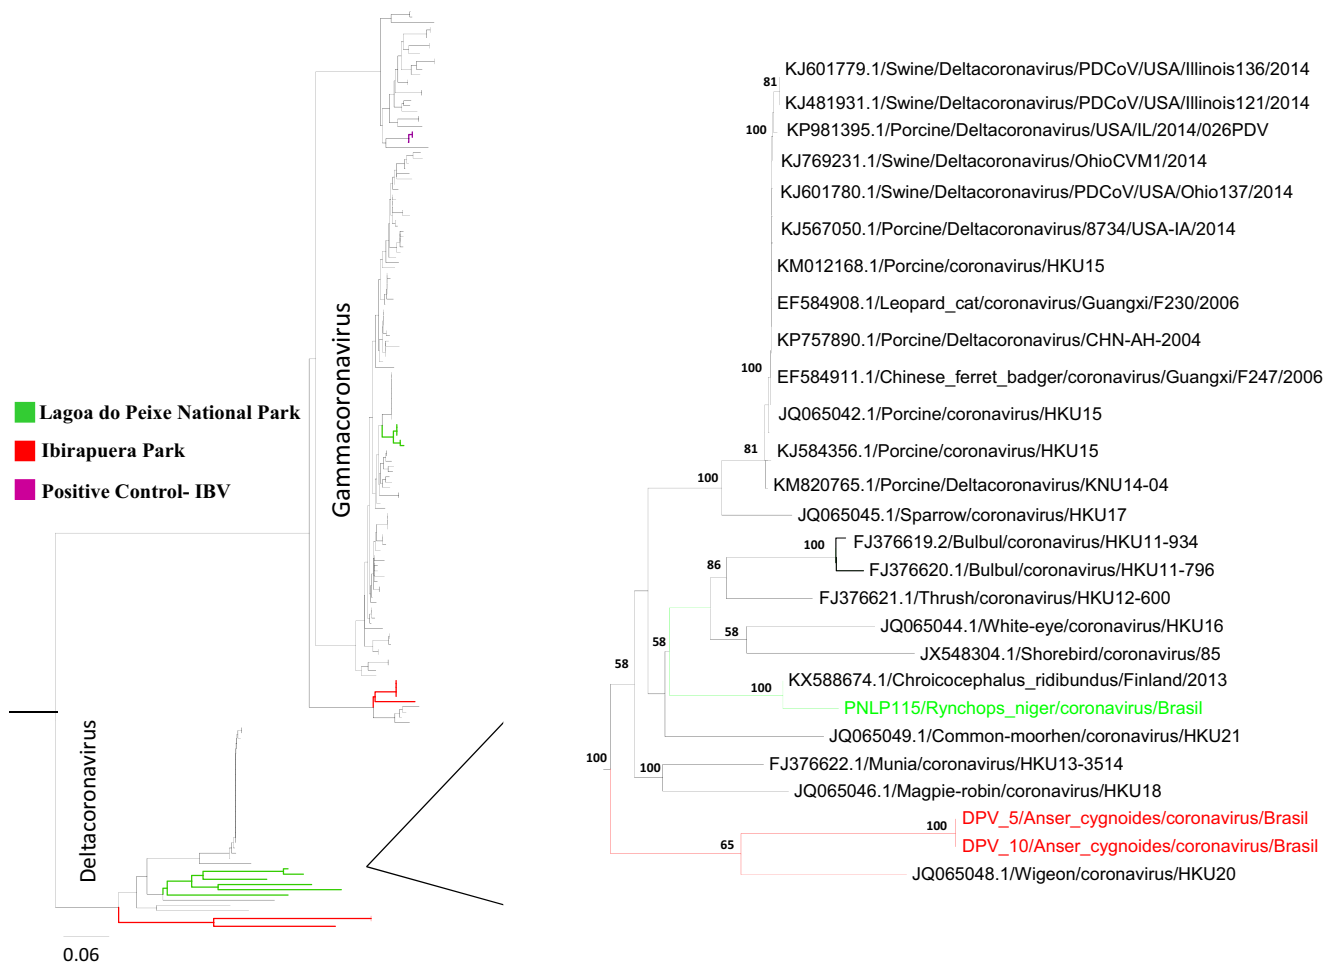 Gammacoronavirus
Lagoa do Peixe National Park
Ibirapuera Park
Positive Control- IBV
Deltacoronavirus
0.06
81
KJ601779.1/Swine/Deltacoronavirus/PDCoV/USA/Illinois136/2014
KJ481931.1/Swine/Deltacoronavirus/PDCoV/USA/Illinois121/2014
100
KP981395.1/Porcine/Deltacoronavirus/USA/IL/2014/026PDV
KJ769231.1/Swine/Deltacoronavirus/OhioCVM1/2014
KJ601780.1/Swine/Deltacoronavirus/PDCoV/USA/Ohio137/2014
KJ567050.1/Porcine/Deltacoronavirus/8734/USA-IA/2014
KM012168.1/Porcine/coronavirus/HKU15
EF584908.1/Leopard_cat/coronavirus/Guangxi/F230/2006
KP757890.1/Porcine/Deltacoronavirus/CHN-AH-2004
100
EF584911.1/Chinese_ferret_badger/coronavirus/Guangxi/F247/2006
JQ065042.1/Porcine/coronavirus/HKU15
81
KJ584356.1/Porcine/coronavirus/HKU15
100
KM820765.1/Porcine/Deltacoronavirus/KNU14-04
JQ065045.1/Sparrow/coronavirus/HKU17
100
FJ376619.2/Bulbul/coronavirus/HKU11-934
86
FJ376620.1/Bulbul/coronavirus/HKU11-796
FJ376621.1/Thrush/coronavirus/HKU12-600
58
JQ065044.1/White-eye/coronavirus/HKU16
58
JX548304.1/Shorebird/coronavirus/85
58
KX588674.1/Chroicocephalus_ridibundus/Finland/2013
100
PNLP115/Rynchops_niger/coronavirus/Brasil
JQ065049.1/Common-moorhen/coronavirus/HKU21
100
FJ376622.1/Munia/coronavirus/HKU13-3514
100
JQ065046.1/Magpie-robin/coronavirus/HKU18
DPV_5/Anser_cygnoides/coronavirus/Brasil
100
DPV_10/Anser_cygnoides/coronavirus/Brasil
65
JQ065048.1/Wigeon/coronavirus/HKU20